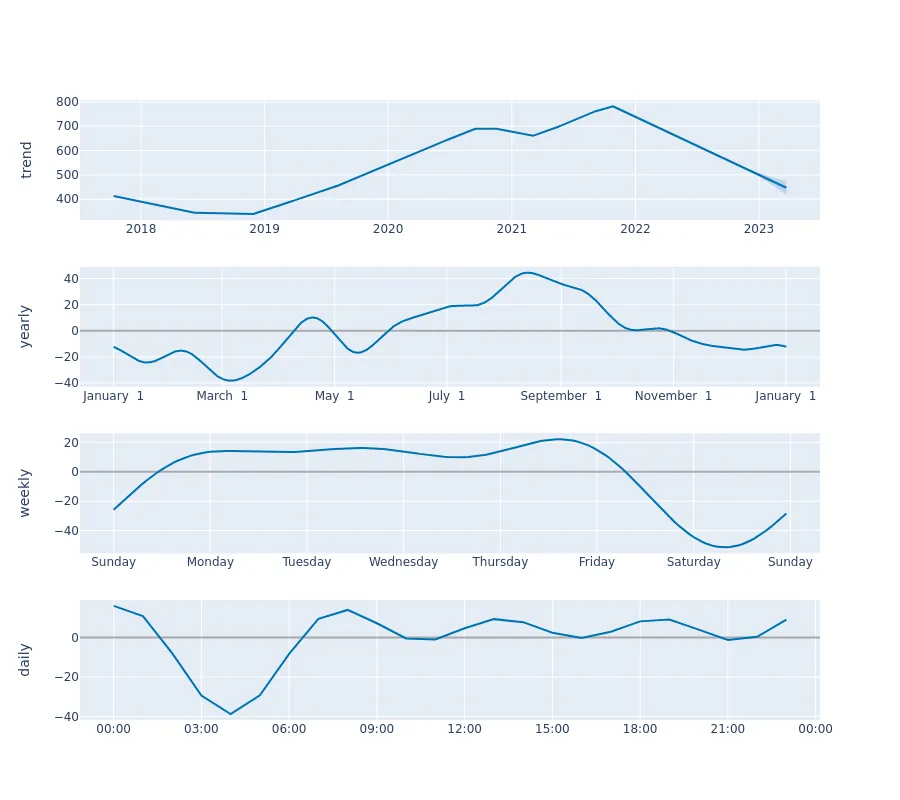 trend
800
700
600
500
400
2018 2019 2020 2021 2022 2023
yearly
40
20
0
−20
−40
January 1 March 1 May 1 July 1 September 1 November 1 January 1
weekly
20
0
−20
−40
Sunday Monday Tuesday Wednesday Thursday Friday Saturday Sunday
daily
0
−20
−40
00:00 03:00 06:00 09:00 12:00 15:00 18:00 21:00 00:00